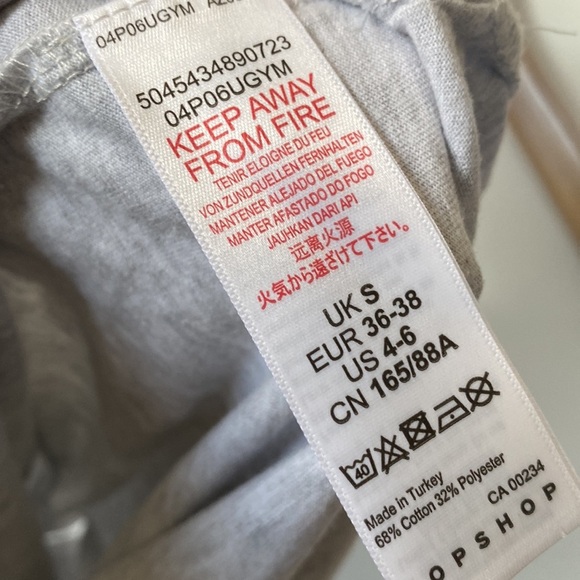 04P06UGYM
5045434890723
04P06UGYM
KEEP AWAY
FROM FIRE
TENIR ELOIGNE DU FEU
VON ZUNDQUELLEN FERNHALTEN
MANTENER ALEJADO DEL FUEGO
MANTER AFASTADO DO FOGO
JAUHKAN DARI API
远离火源
火気から遠ざけて下さい。
UK S
EUR 36-38
US 4-6
CN 165/88A
40
Made in Turkey
68% Cotton 32% Polyester
CA 00234
OPSHOP